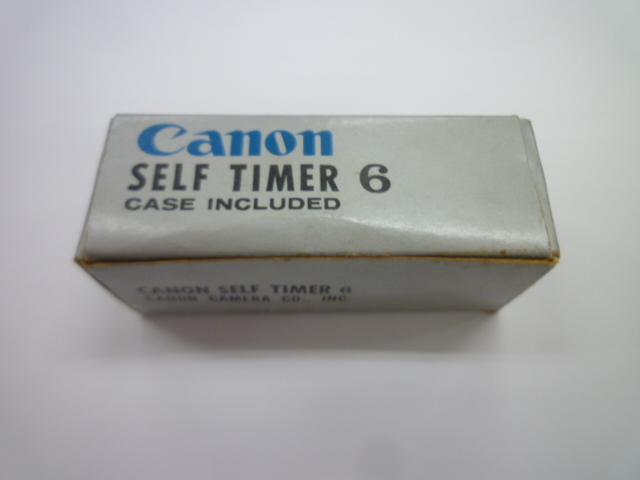 Canon
SELF TIMER 6
CASE INCLUDED
CANON SELF TIMER 6
CANON CAMERA CO., INC.